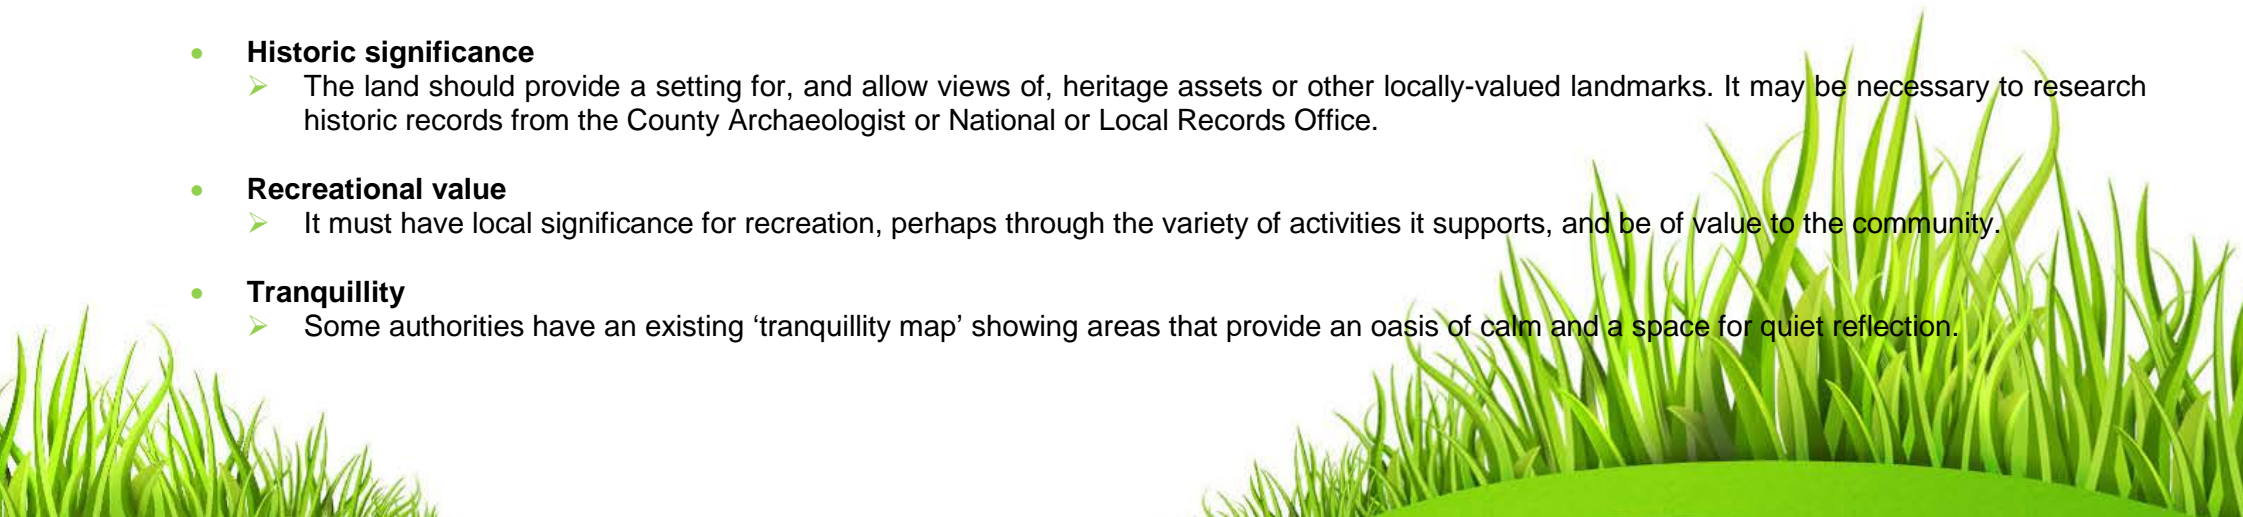 • Historic significance
➢ The land should provide a setting for, and allow views of, heritage assets or other locally-valued landmarks. It may be necessary to research
historic records from the County Archaeologist or National or Local Records Office.
• Recreational value
➢ It must have local significance for recreation, perhaps through the variety of activities it supports, and be of value to the community.
• Tranquillity
➢ Some authorities have an existing ‘tranquillity map’ showing areas that provide an oasis of calm and a space for quiet reflection.